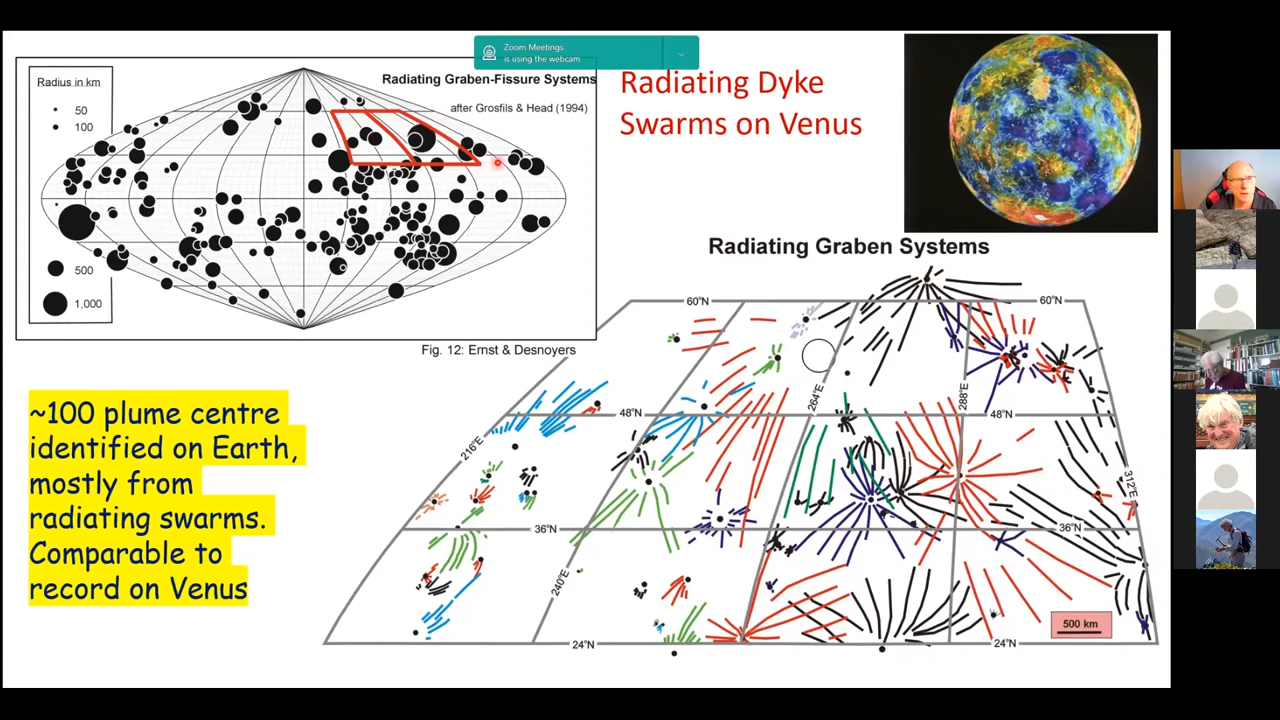 Zoom Meetings
is using the webcam
Radius in km
50
100
500
1,000
Radiating Graben-Fissure Systems
after Grosfils & Head (1994)
Fig. 12: Ernst & Desnoyers
Radiating Dyke
Swarms on Venus
~100 plume centre
identified on Earth,
mostly from
radiating swarms.
Comparable to
record on Venus
Radiating Graben Systems
60°N
60°N
48°N
48°N
216°E
264°E
288°E
312°E
36°N
36°N
240°E
500 km
24°N
24°N